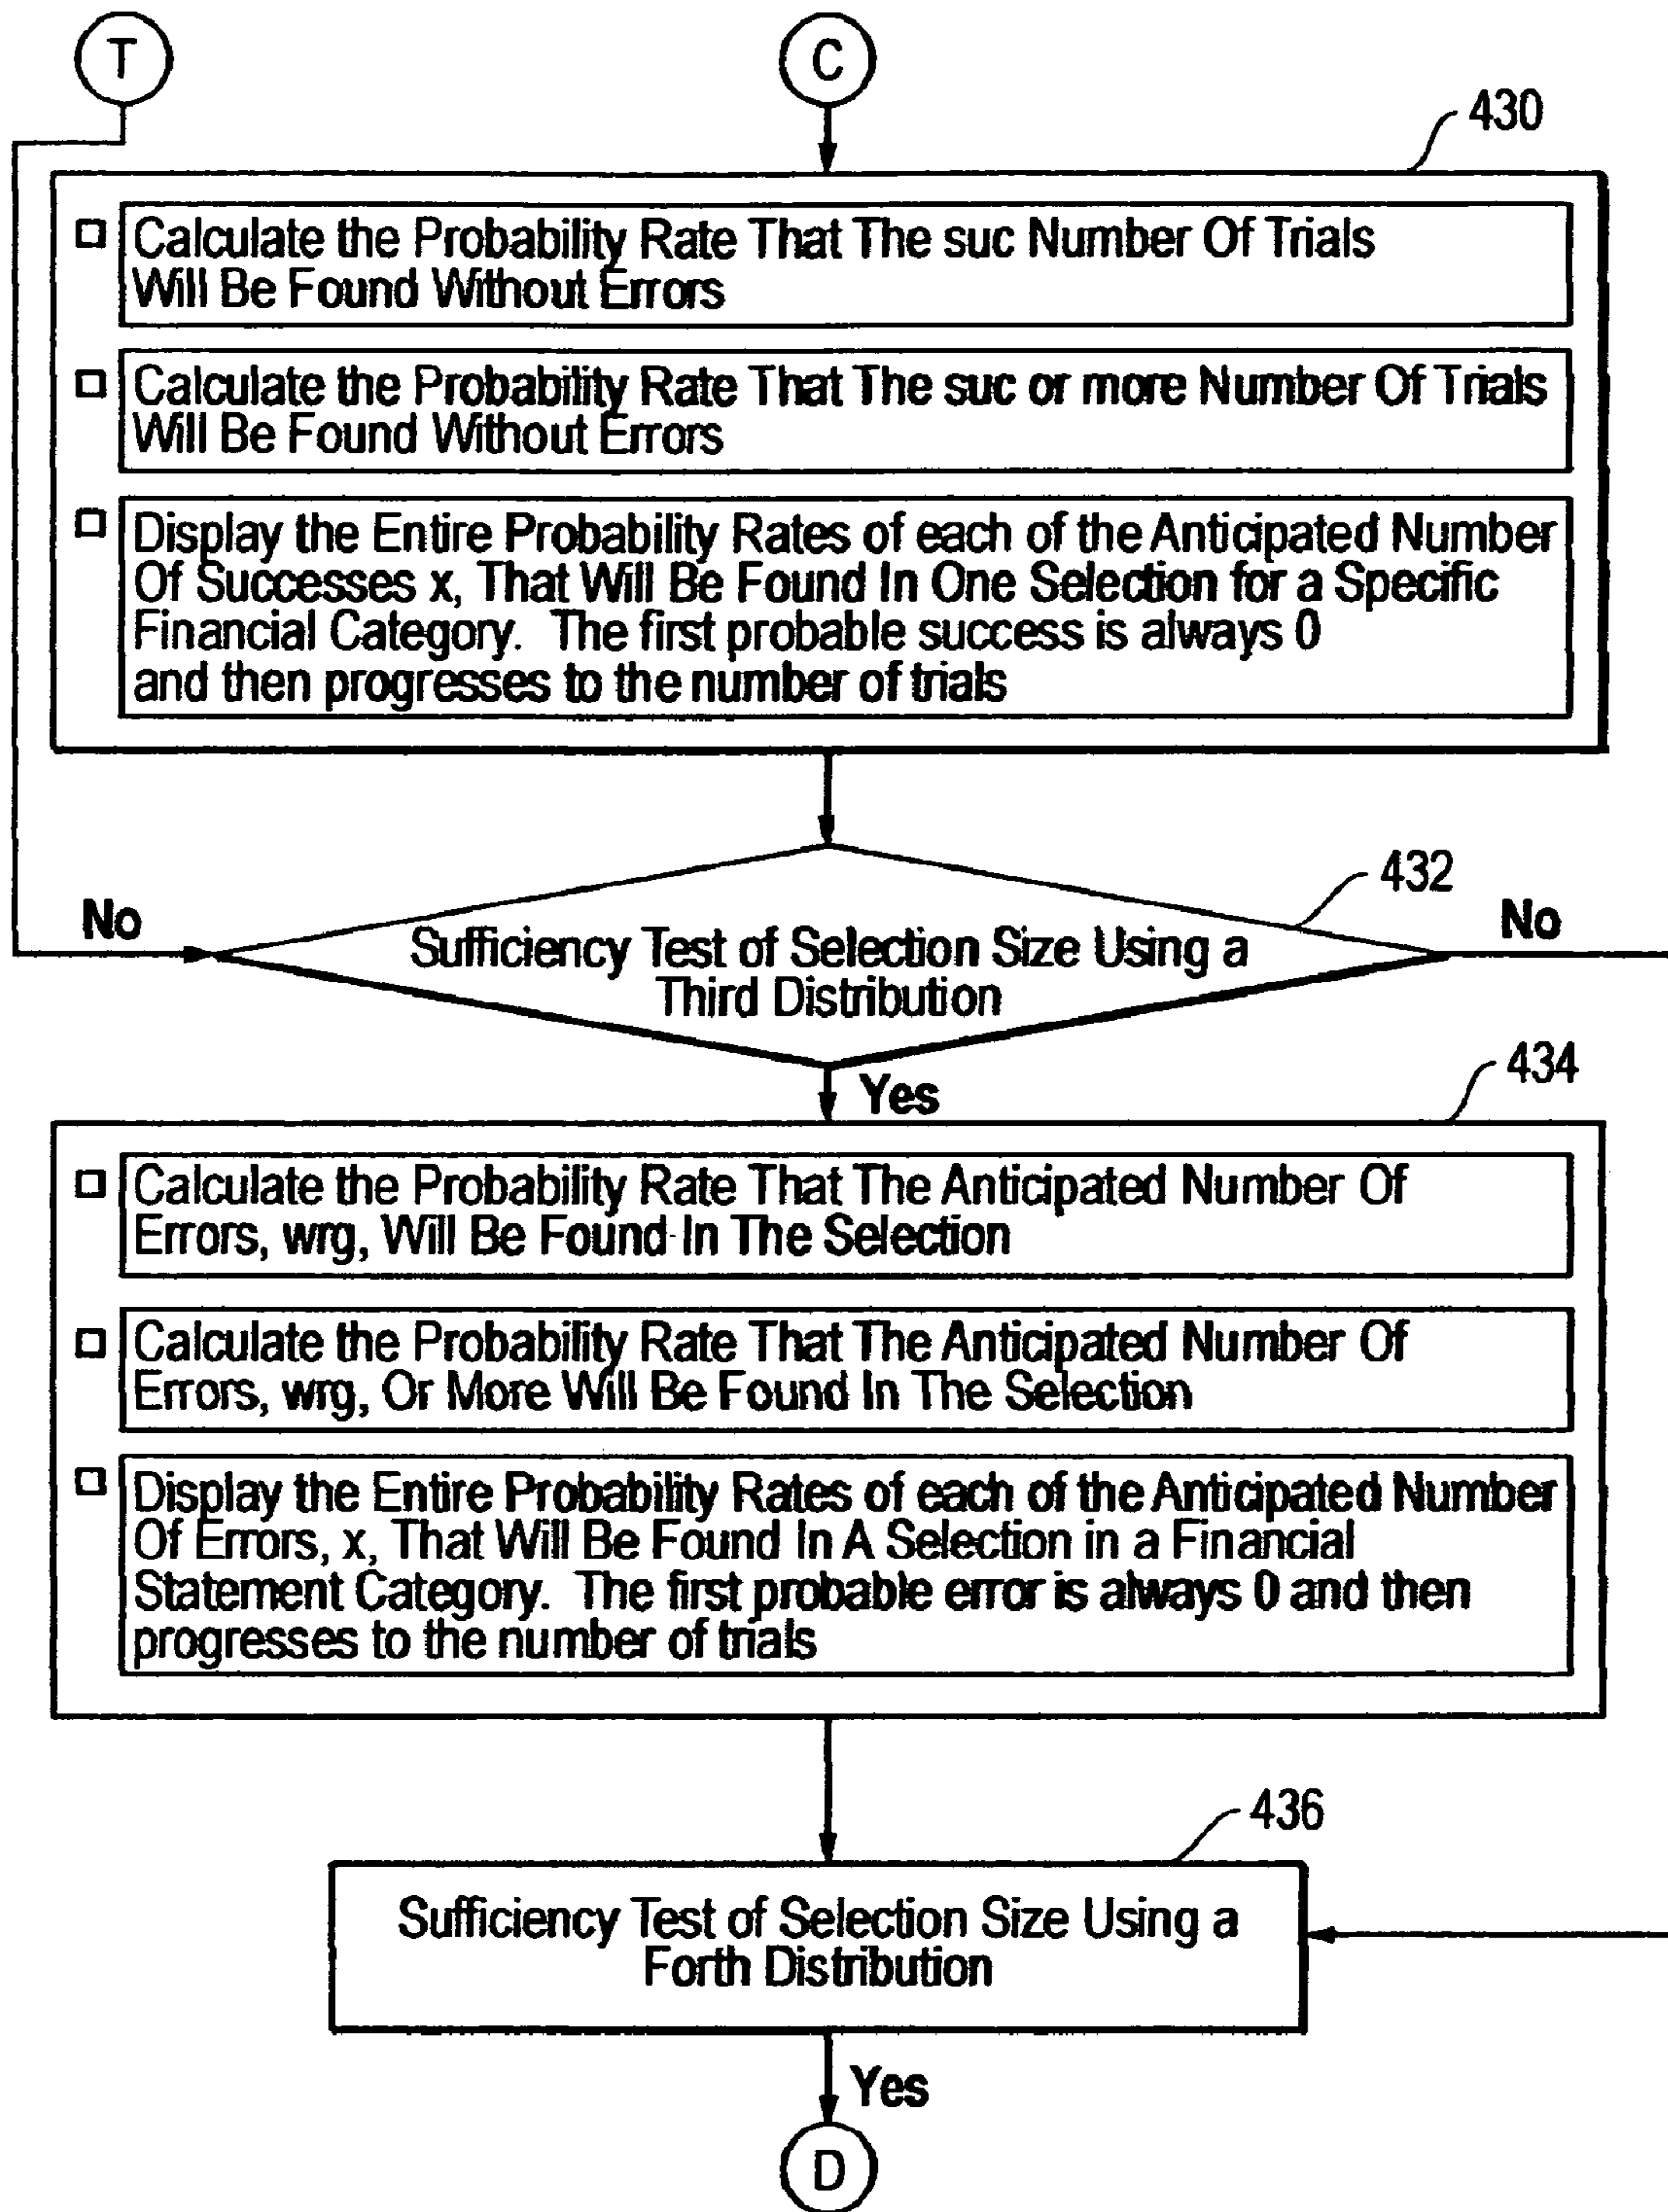 T
C
430
Calculate the Probability Rate That The suc Number Of Trials
Will Be Found Without Errors
Calculate the Probability Rate That The suc or more Number Of Trials
Will Be Found Without Errors
Display the Entire Probability Rates of each of the Anticipated Number
Of Successes x, That Will Be Found In One Selection for a Specific
Financial Category. The first probable success is always 0
and then progresses to the number of trials
432
No
No
Sufficiency Test of Selection Size Using a
Third Distribution
Yes
434
Calculate the Probability Rate That The Anticipated Number Of
Errors, wrg, Will Be Found In The Selection
Calculate the Probability Rate That The Anticipated Number Of
Errors, wrg, Or More Will Be Found In The Selection
Display the Entire Probability Rates of each of the Anticipated Number
Of Errors, x, That Will Be Found In A Selection in a Financial
Statement Category. The first probable error is always 0 and then
progresses to the number of trials
436
Sufficiency Test of Selection Size Using a
Forth Distribution
Yes
D